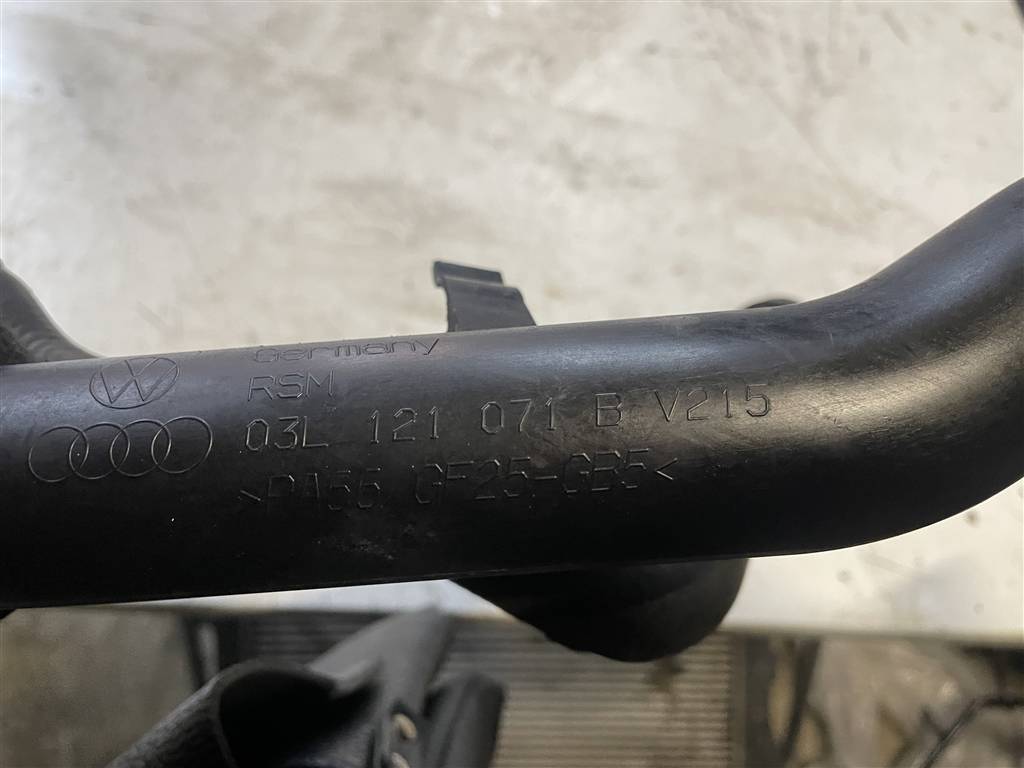 Germany
RSM
03L 121 071 B V215
>PA66 GF25-GB5<